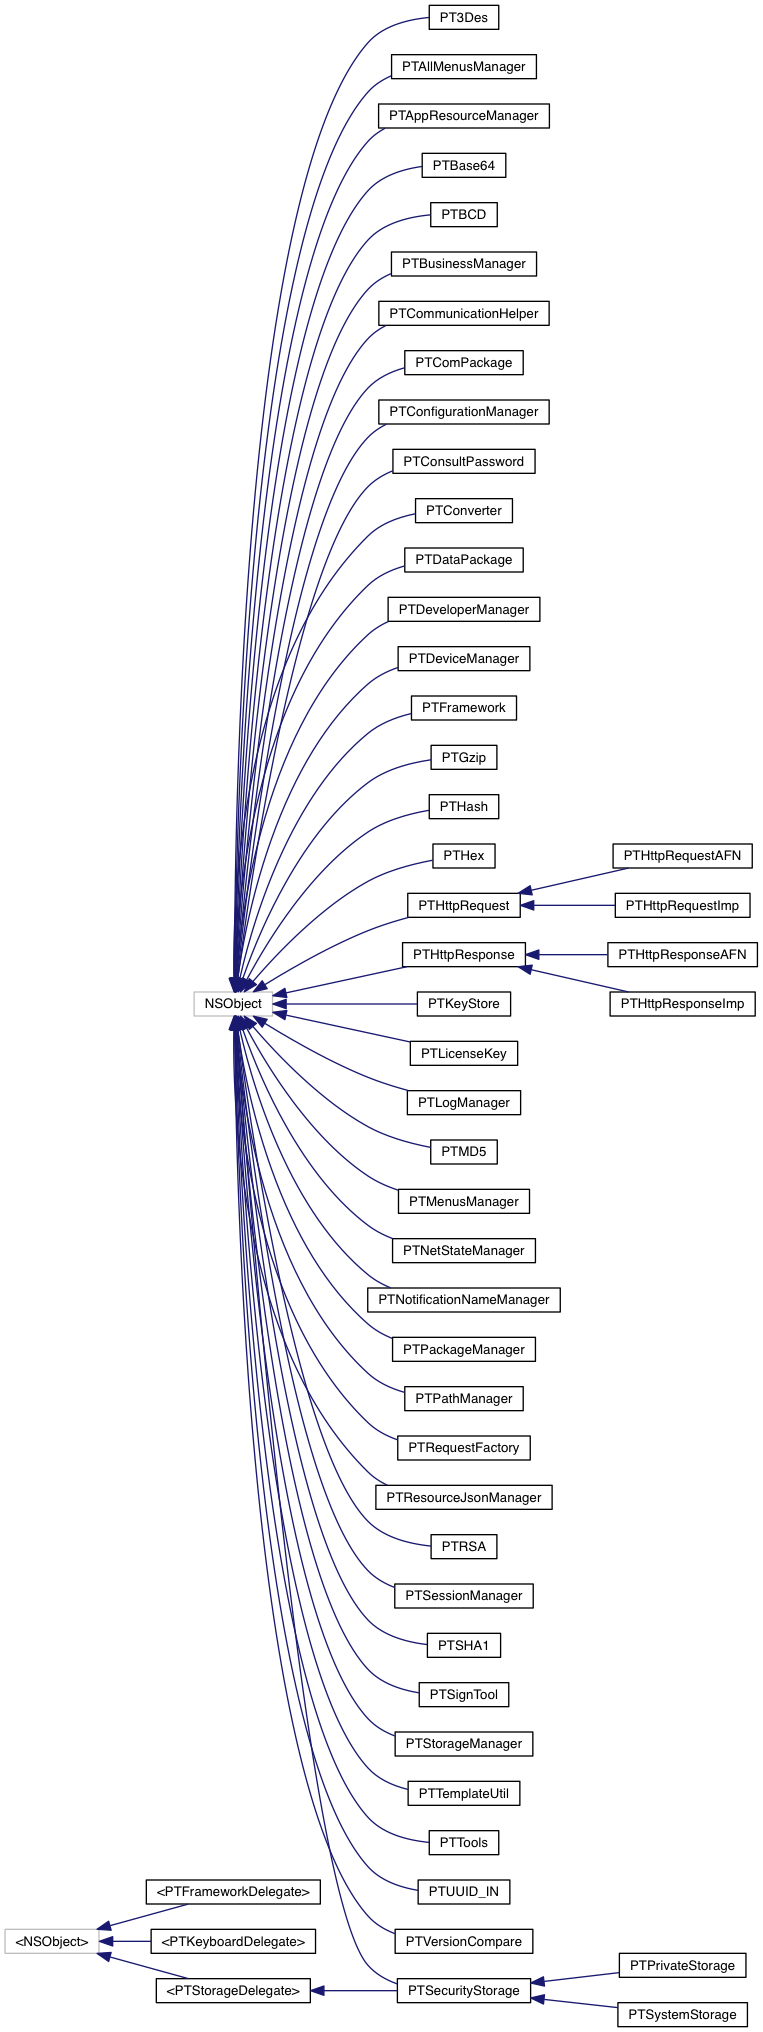 PT3Des
PTAllMenusManager
PTAppResourceManager
PTBase64
PTBCD
PTBusinessManager
PTCommunicationHelper
PTComPackage
PTConfigurationManager
PTConsultPassword
PTConverter
PTDataPackage
PTDeveloperManager
PTDeviceManager
PTFramework
PTGzip
PTHash
PTHex
PTHttpRequestAFN
PTHttpRequest
PTHttpRequestImp
PTHttpResponse
PTHttpResponseAFN
NSObject
PTKeyStore
PTHttpResponseImp
PTLicenseKey
PTLogManager
PTMD5
PTMenusManager
PTNetStateManager
PTNotificationNameManager
PTPackageManager
PTPathManager
PTRequestFactory
PTResourceJsonManager
PTRSA
PTSessionManager
PTSHA1
PTSignTool
PTStorageManager
PTTemplateUtil
PTTools
PTUUID_IN
<PTFrameworkDelegate>
<NSObject>
<PTKeyboardDelegate>
PTVersionCompare
<PTStorageDelegate>
PTSecurityStorage
PTPrivateStorage
PTSystemStorage